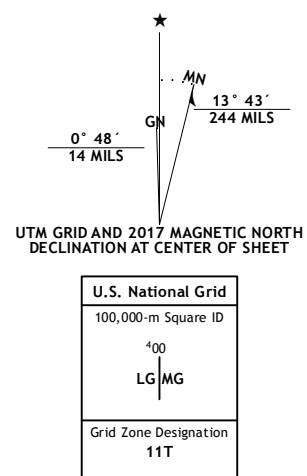 ★
MN
GN
13° 43´
244 MILS
0° 48´
14 MILS
UTM GRID AND 2017 MAGNETIC NORTH
DECLINATION AT CENTER OF SHEET
U.S. National Grid
100,000-m Square ID
⁴00
LG MG
Grid Zone Designation
11T